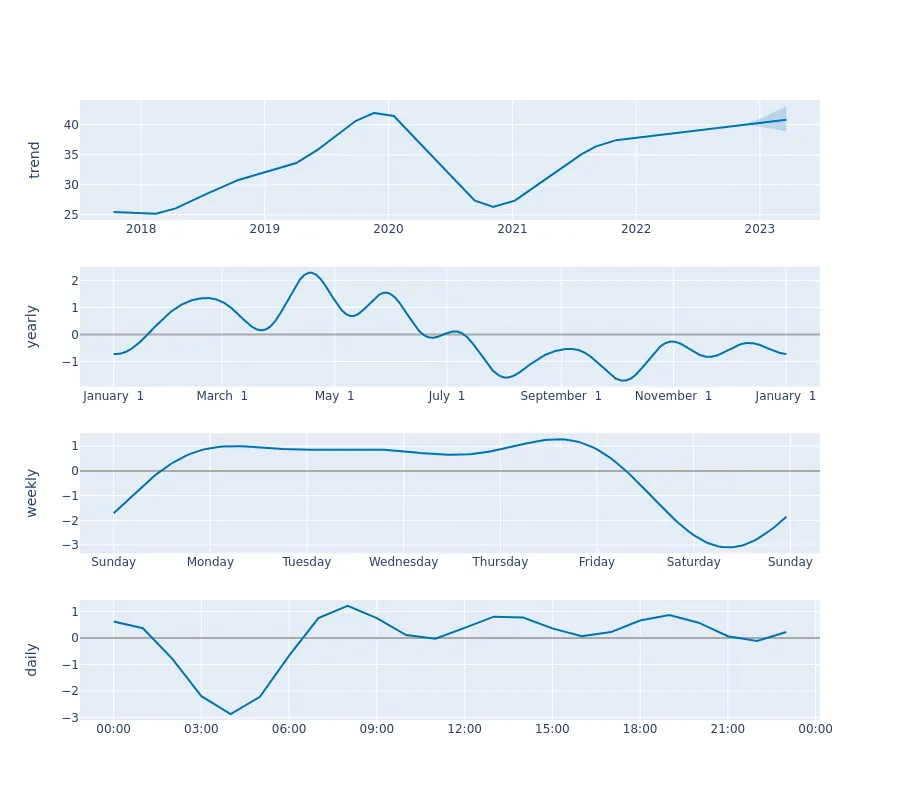 trend
40
35
30
25
2018 2019 2020 2021 2022 2023
yearly
2
1
0
−1
January 1 March 1 May 1 July 1 September 1 November 1 January 1
weekly
1
0
−1
−2
−3
Sunday Monday Tuesday Wednesday Thursday Friday Saturday Sunday
daily
1
0
−1
−2
−3
00:00 03:00 06:00 09:00 12:00 15:00 18:00 21:00 00:00